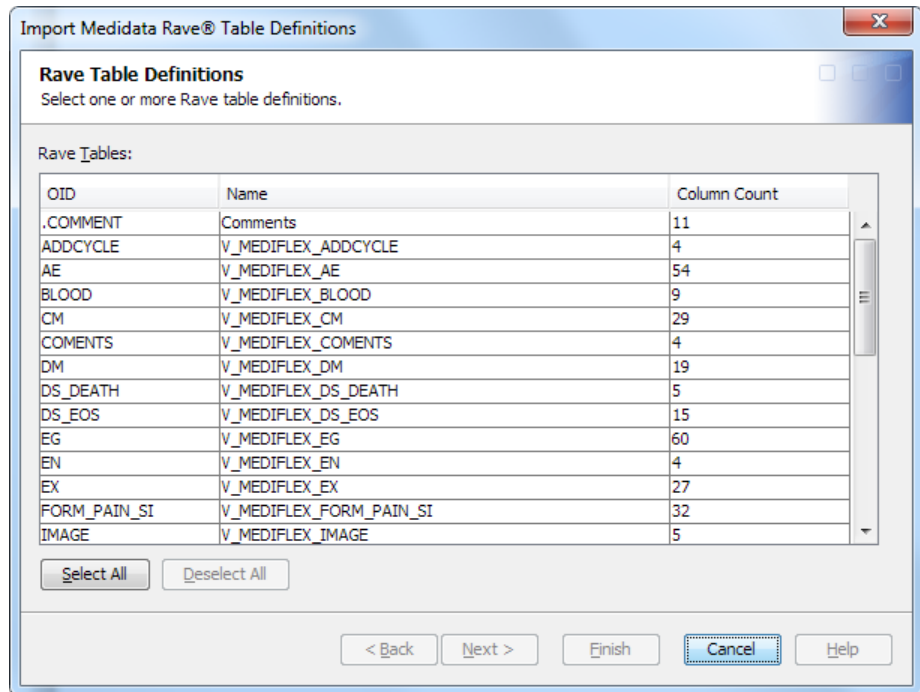 Import Medidata Rave® Table Definitions
Rave Table Definitions
Select one or more Rave table definitions.
Rave Tables:
OID Name Column Count
.COMMENT Comments 11
ADDCYCLE V_MEDIFLEX_ADDCYCLE 4
AE V_MEDIFLEX_AE 54
BLOOD V_MEDIFLEX_BLOOD 9
CM V_MEDIFLEX_CM 29
COMENTS V_MEDIFLEX_COMENTS 4
DM V_MEDIFLEX_DM 19
DS_DEATH V_MEDIFLEX_DS_DEATH 5
DS_EOS V_MEDIFLEX_DS_EOS 15
EG V_MEDIFLEX_EG 60
EN V_MEDIFLEX_EN 4
EX V_MEDIFLEX_EX 27
FORM_PAIN_SI V_MEDIFLEX_FORM_PAIN_SI 32
IMAGE V_MEDIFLEX_IMAGE 5
Select All Deselect All
< Back Next > Finish Cancel Help